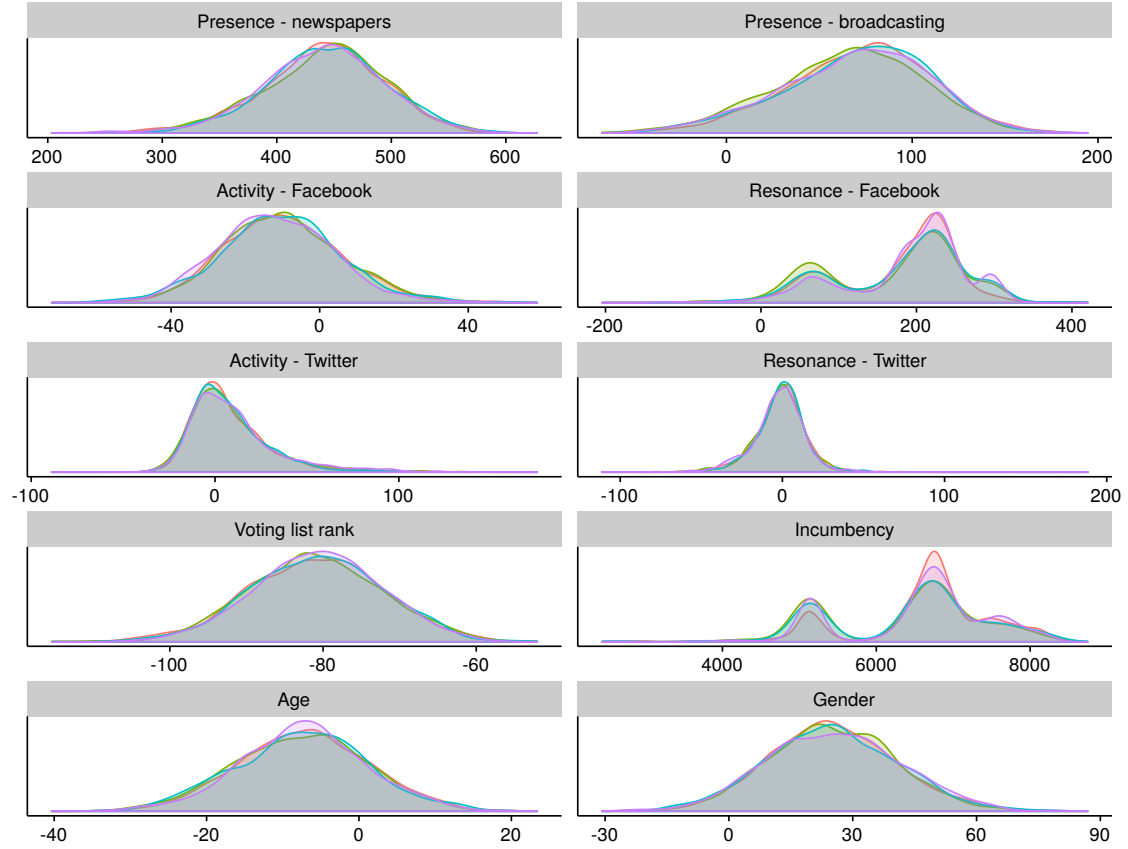 Presence - newspapers
Presence - broadcasting
200 300 400 500 600
0 100 200
Activity - Facebook
Resonance - Facebook
-40 0 40
-200 0 200 400
Activity - Twitter
Resonance - Twitter
-100 0 100
-100 0 100 200
Voting list rank
Incumbency
-100 -80 -60
4000 6000 8000
Age
Gender
-40 -20 0 20
-30 0 30 60 90